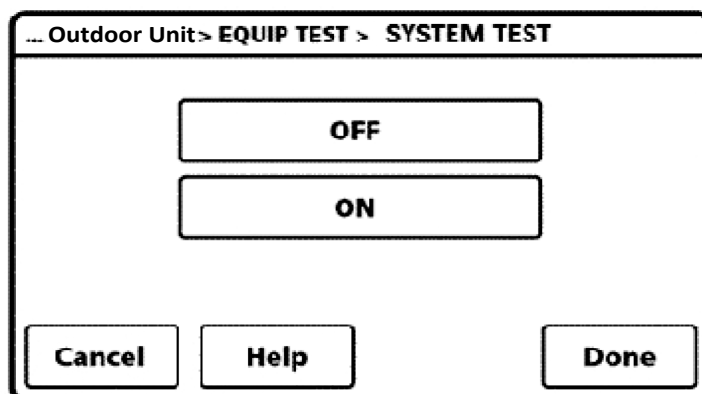 ... Outdoor Unit> EQUIP TEST > SYSTEM TEST
OFF
ON
Cancel Help Done